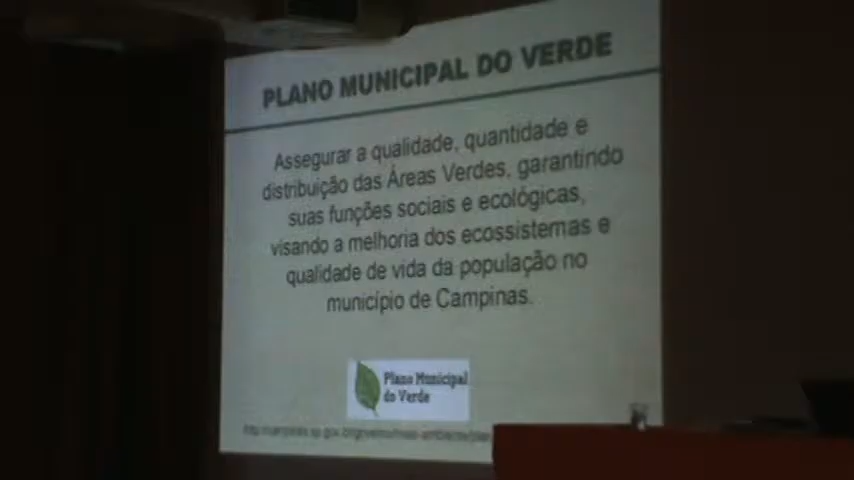 PLANO MUNICIPAL DO VERDE
Assegurar a qualidade, quantidade e
distribuição das Áreas Verdes, garantindo
suas funções sociais e ecológicas,
visando a melhoria dos ecossistemas e
qualidade de vida da população no
município de Campinas.
Plano Municipal
do Verde